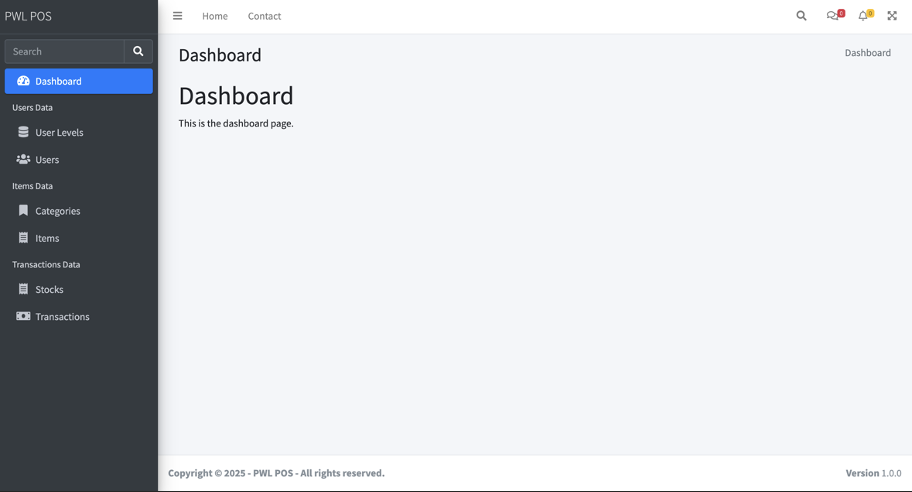 PWL POS
Home
Contact
0
0
Search
Dashboard
Users Data
User Levels
Users
Items Data
Categories
Items
Transactions Data
Stocks
Transactions
Dashboard
Dashboard
Dashboard
This is the dashboard page.
Copyright © 2025 - PWL POS - All rights reserved.
Version 1.0.0